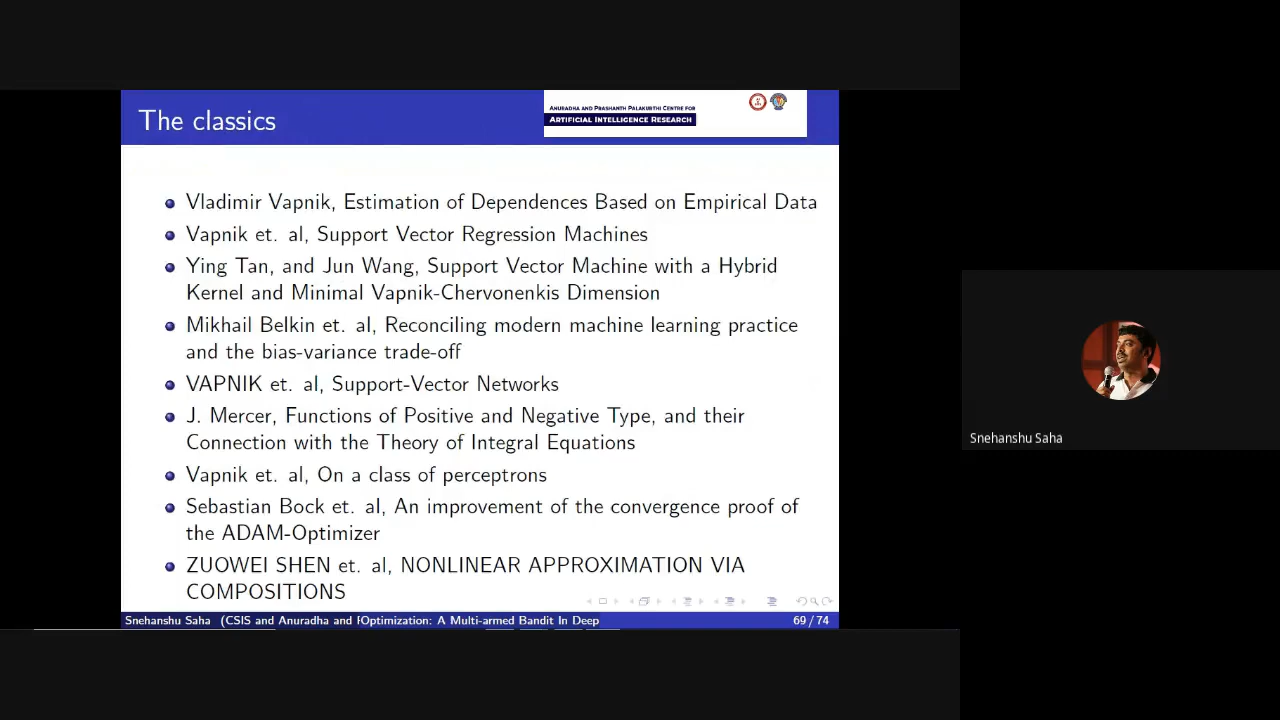 The classics
ANURADHA AND PRASHANTH PALAKURTHI CENTRE FOR
ARTIFICIAL INTELLIGENCE RESEARCH
Vladimir Vapnik, Estimation of Dependences Based on Empirical Data
Vapnik et. al, Support Vector Regression Machines
Ying Tan, and Jun Wang, Support Vector Machine with a Hybrid
Kernel and Minimal Vapnik-Chervonenkis Dimension
Mikhail Belkin et. al, Reconciling modern machine learning practice
and the bias-variance trade-off
VAPNIK et. al, Support-Vector Networks
J. Mercer, Functions of Positive and Negative Type, and their
Connection with the Theory of Integral Equations
Vapnik et. al, On a class of perceptrons
Sebastian Bock et. al, An improvement of the convergence proof of
the ADAM-Optimizer
ZUOWEI SHEN et. al, NONLINEAR APPROXIMATION VIA
COMPOSITIONS
Snehanshu Saha (CSIS and Anuradha and Optimization: A Multi-armed Bandit In Deep 69 / 74
Snehanshu Saha